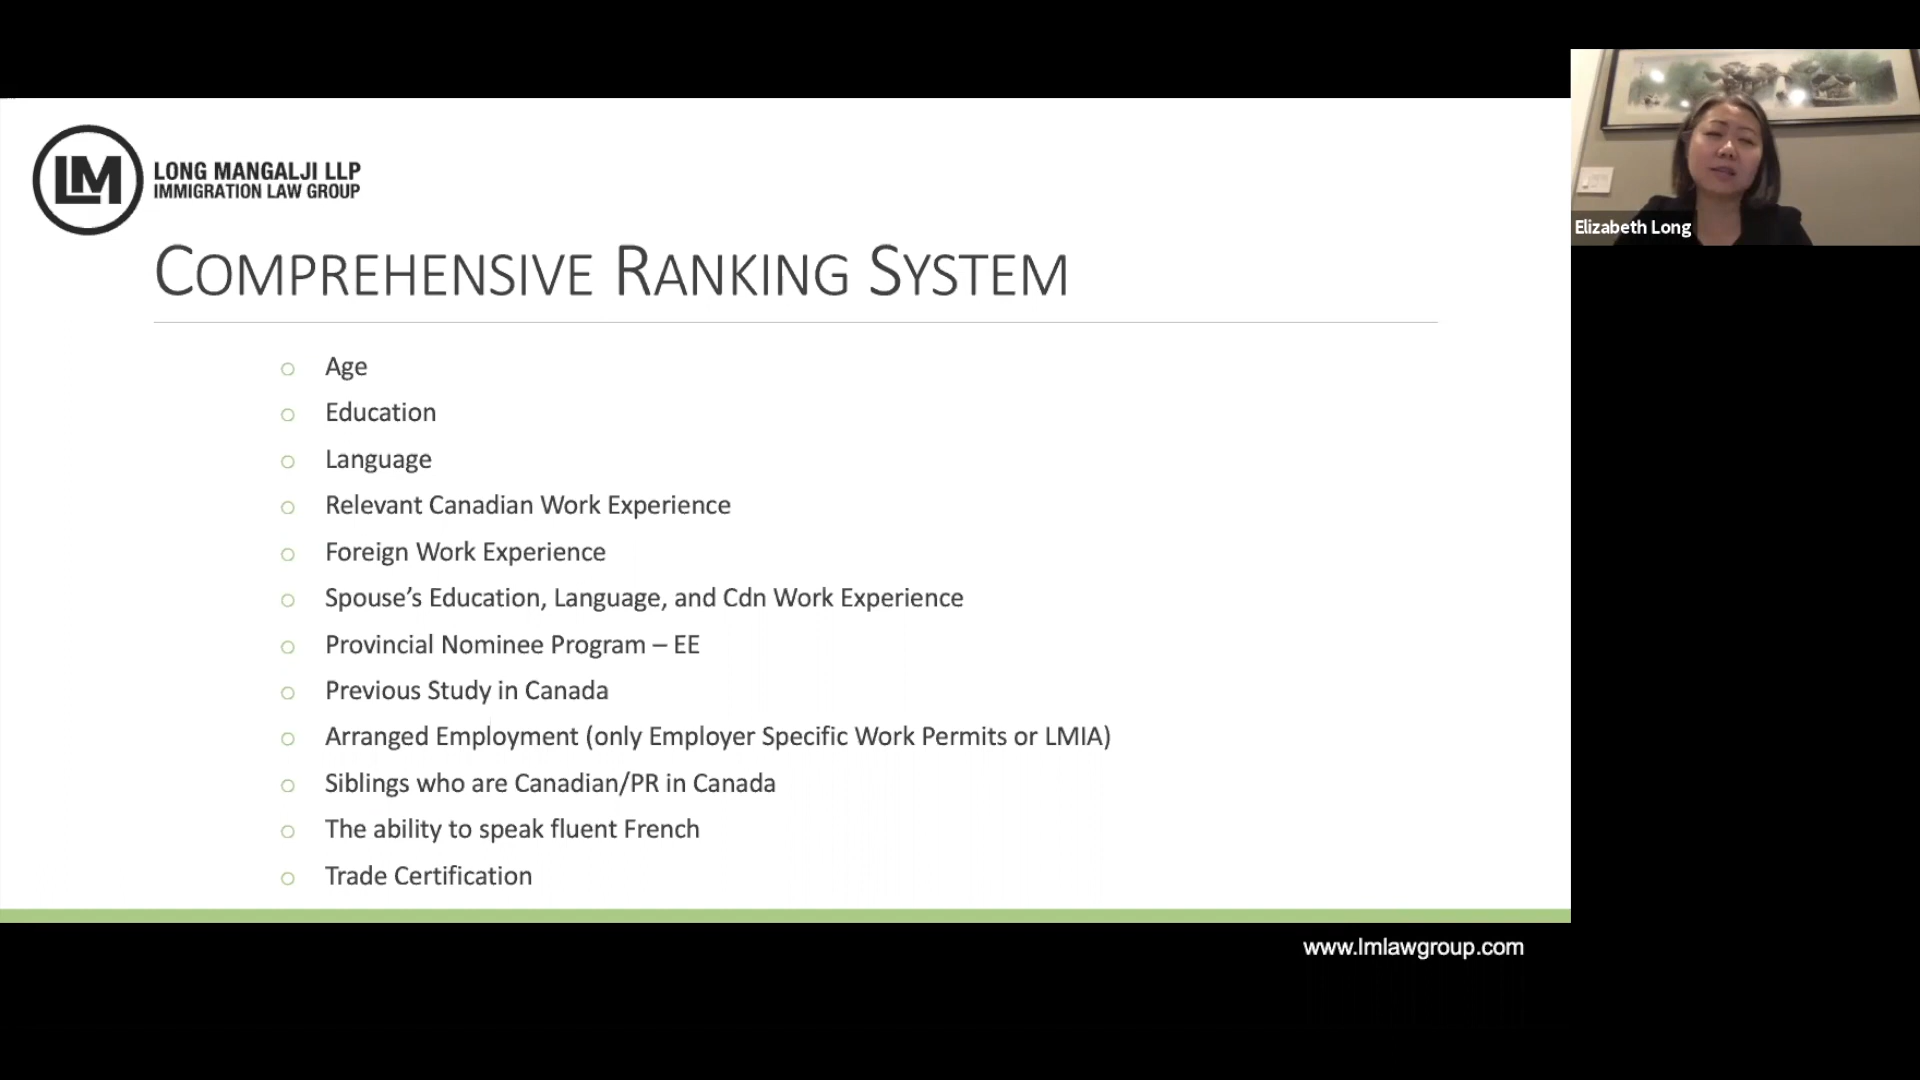 LM
LONG MANGALJI LLP
IMMIGRATION LAW GROUP
COMPREHENSIVE RANKING SYSTEM
Age
Education
Language
Relevant Canadian Work Experience
Foreign Work Experience
Spouse’s Education, Language, and Cdn Work Experience
Provincial Nominee Program – EE
Previous Study in Canada
Arranged Employment (only Employer Specific Work Permits or LMIA)
Siblings who are Canadian/PR in Canada
The ability to speak fluent French
Trade Certification
www.lmlawgroup.com
Elizabeth Long